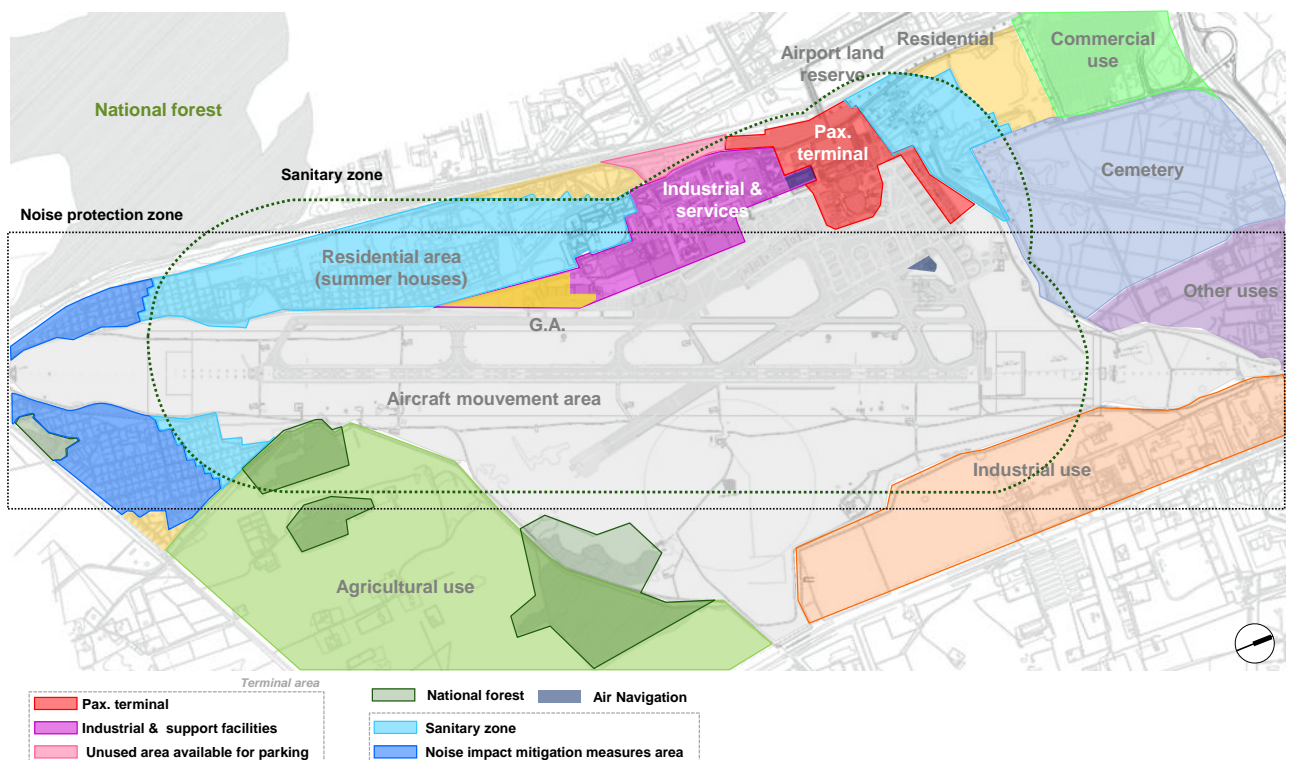 Residential
Commercial
use
Airport land
reserve
National forest
Pax.
terminal
Cemetery
Sanitary zone
Industrial &
services
Noise protection zone
Residential area
(summer houses)
Other uses
G.A.
Aircraft mouvement area
Industrial use
Agricultural use
Terminal area
Pax. terminal
Industrial & support facilities
Unused area available for parking
National forest
Air Navigation
Sanitary zone
Noise impact mitigation measures area